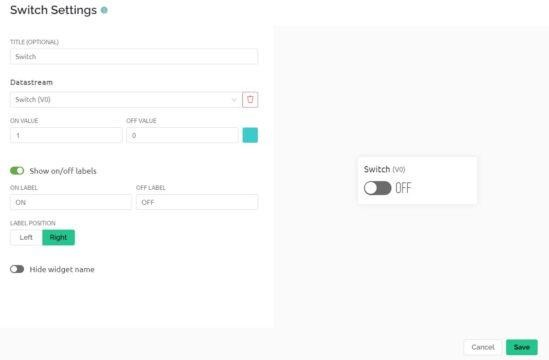 Switch Settings
TITLE (OPTIONAL)
Switch
Datastream
Switch (V0)
ON VALUE OFF VALUE
1 0
Show on/off labels
ON LABEL OFF LABEL
ON OFF
LABEL POSITION
Left Right
Hide widget name
Switch (V0)
OFF
Cancel Save